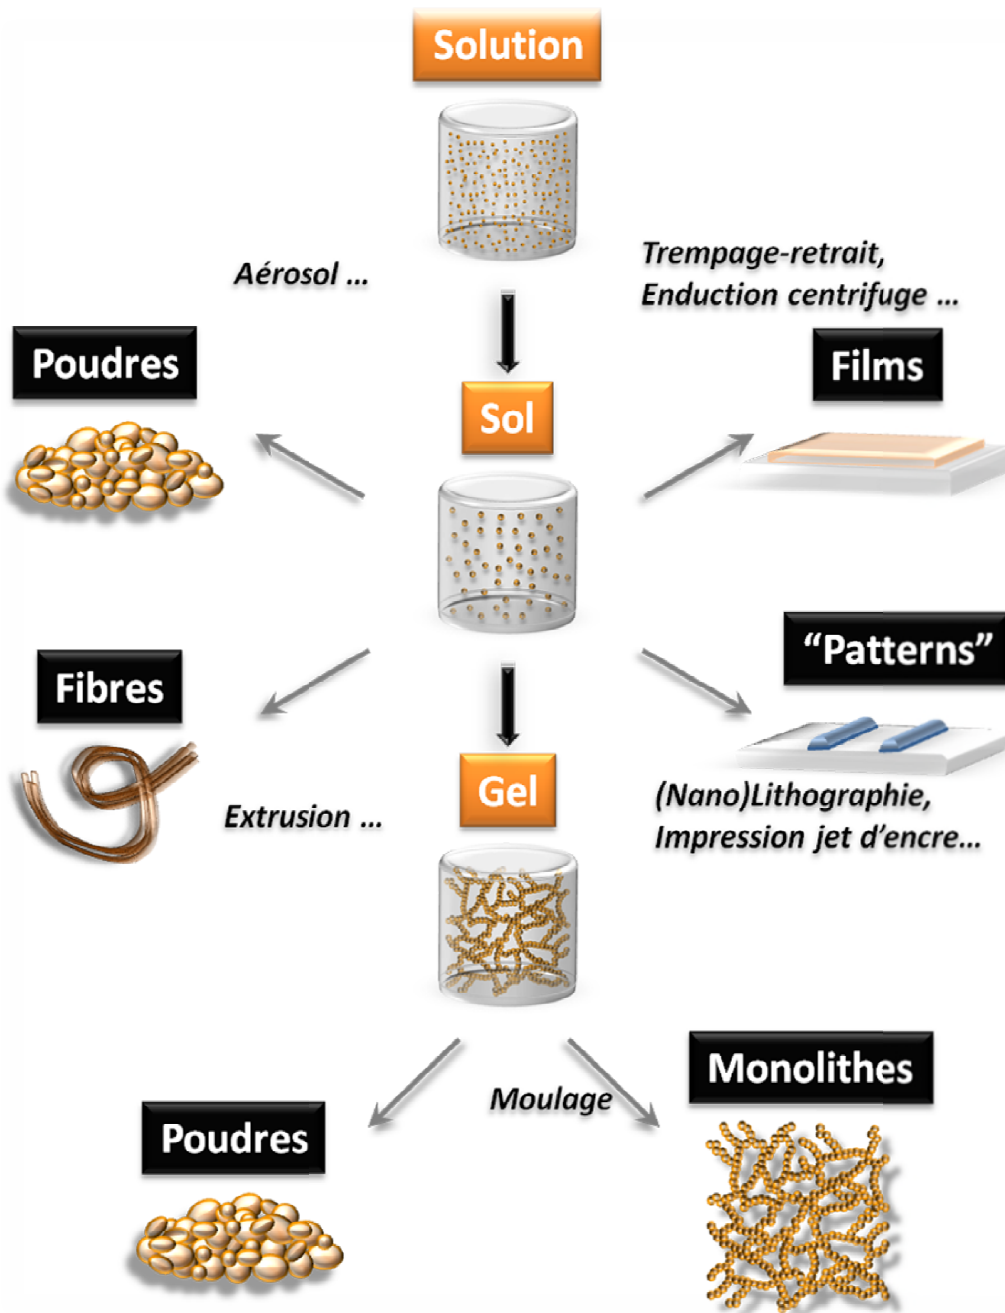 Solution
Aérosol ...
Trempage-retrait,
Enduction centrifuge ...
Poudres
Films
Sol
"Patterns"
Fibres
Gel
(Nano)Lithographie,
Impression jet d'encre...
Extrusion ...
Monolithes
Moulage
Poudres